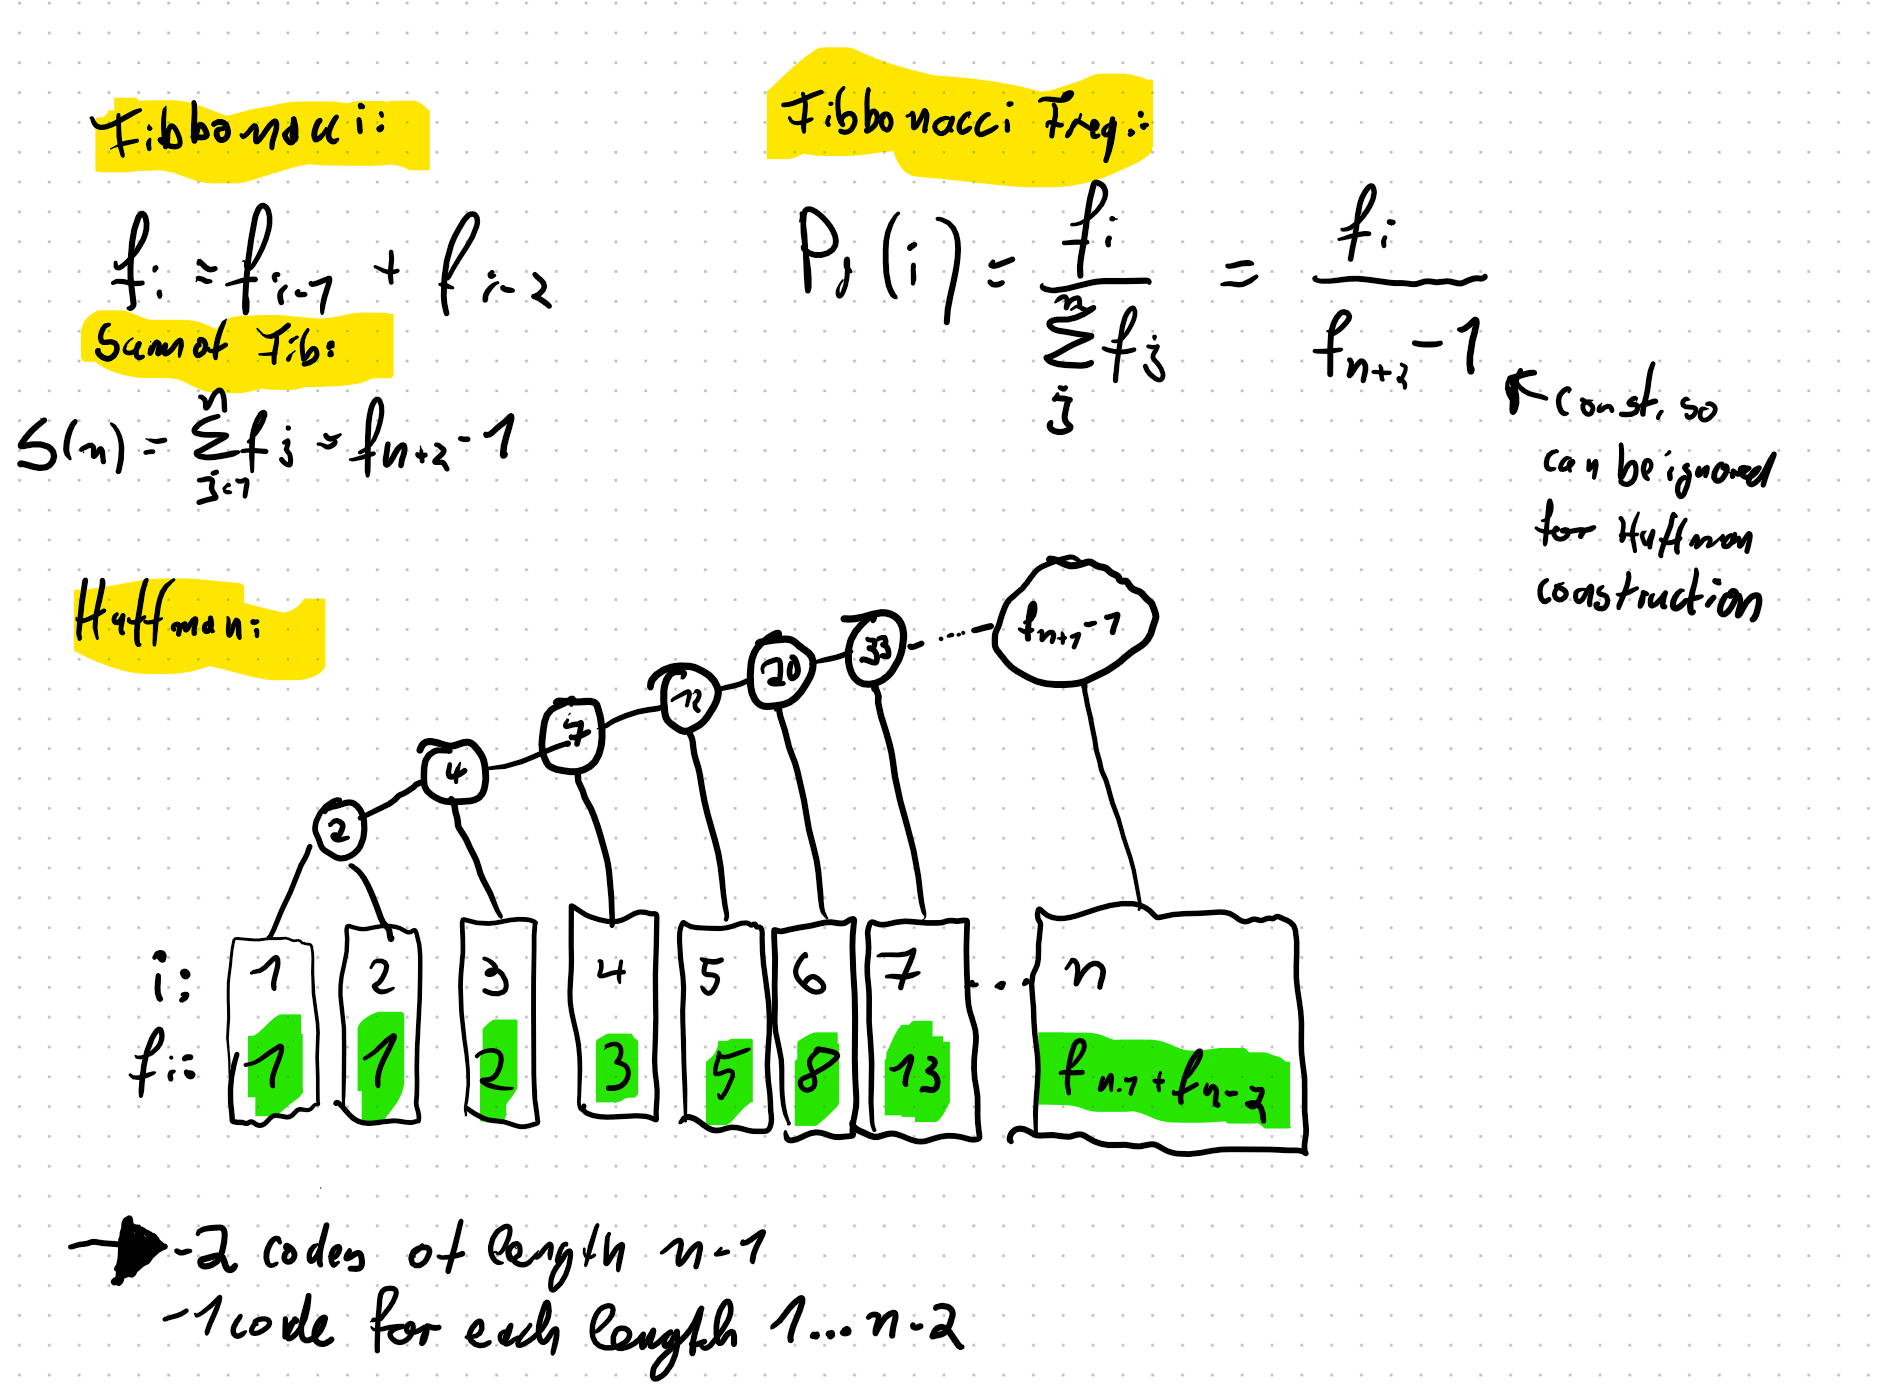 Fibbonacci:
f_i = f_{i-1} + f_{i-2}
Sum of Fib:
S(n) = \sum_{j=1}^{n} f_j = f_{n+2} - 1
Fibbonacci Freq.:
P_f(i) = \frac{f_i}{\sum_{j}^{n} f_j} = \frac{f_i}{f_{n+2} - 1}
const, so
can be ignored
for Huffman
construction
Huffman:
2 4 7 12 20 33 .... f_{n+1} - 1
i: 1 2 3 4 5 6 7 ... n
f_i: 1 1 2 3 5 8 13 f_{n-1} + f_{n-2}
-2 codes of length n-1
-1 code for each length 1...n-2